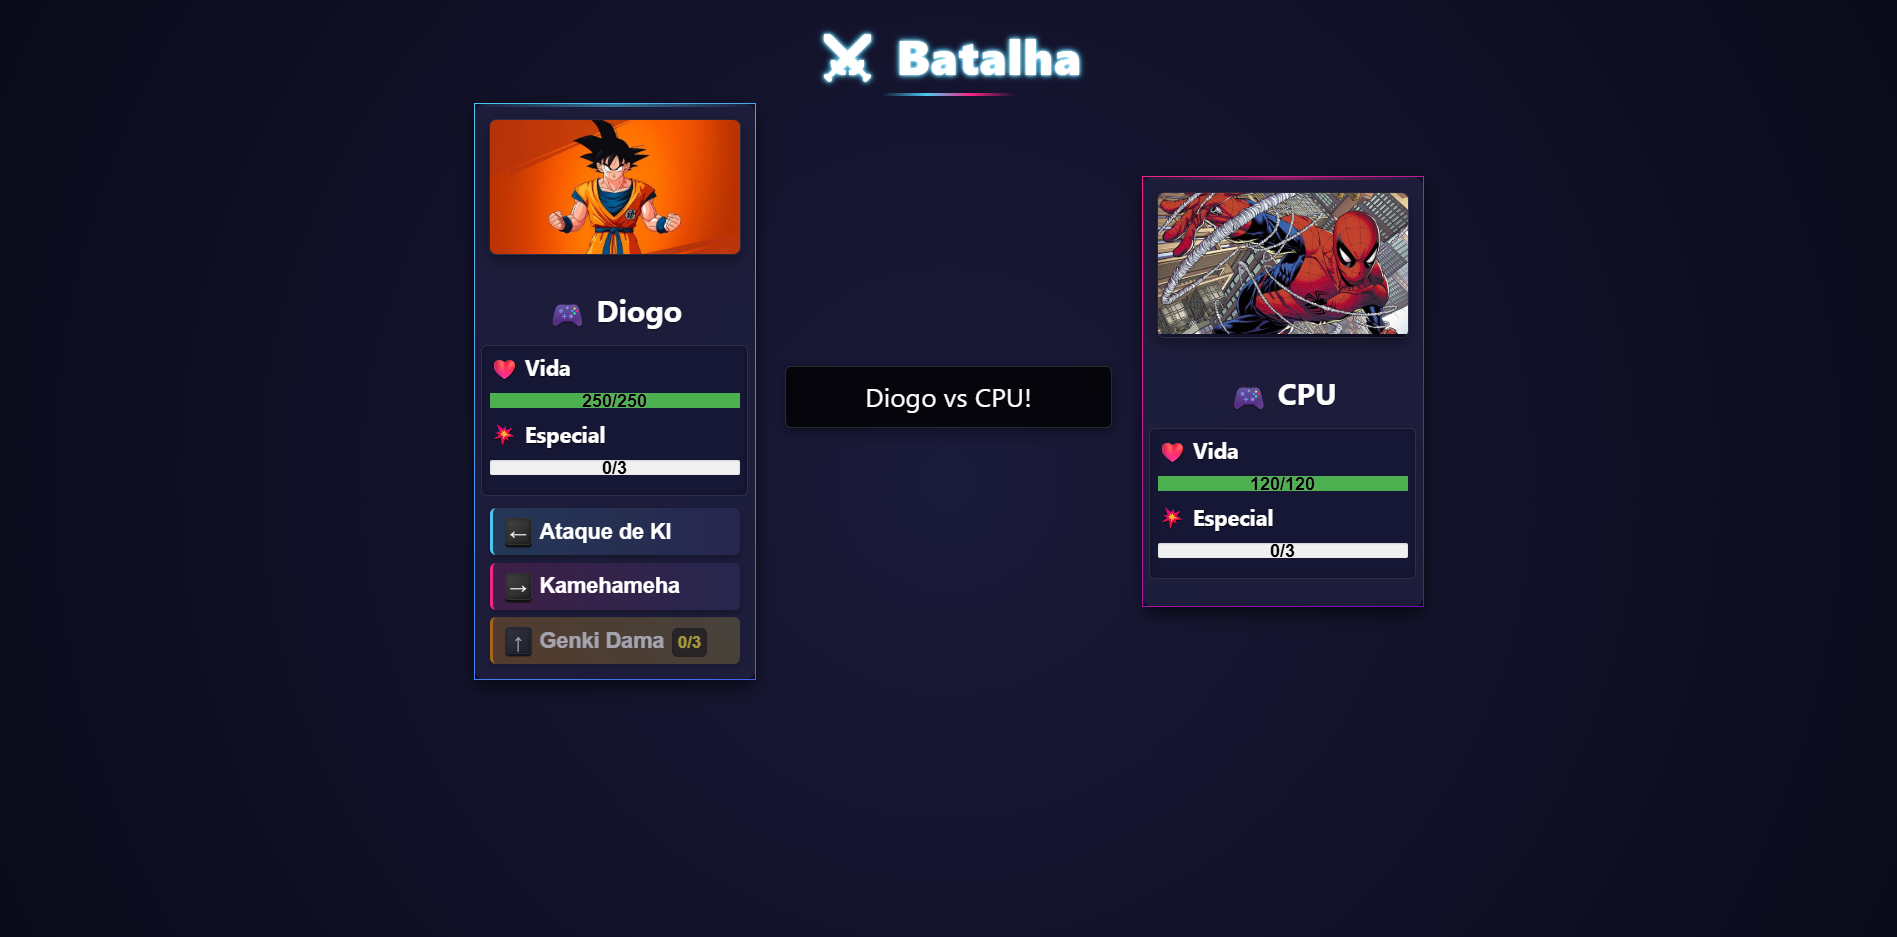 Batalha
Diogo
Vida
250/250
Especial
0/3
← Ataque de KI
→ Kamehameha
↑ Genki Dama 0/3
Diogo vs CPU!
CPU
Vida
120/120
Especial
0/3